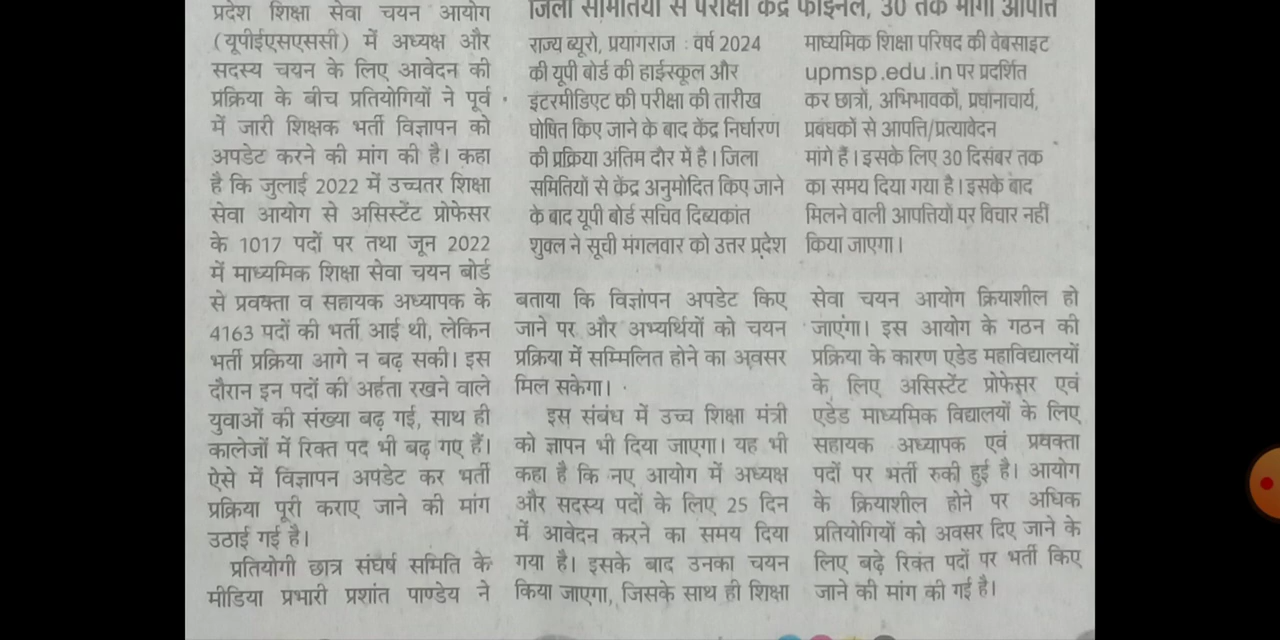 प्रदेश शिक्षा सेवा चयन आयोग
(यूपीईएसएससी) में अध्यक्ष और
सदस्य चयन के लिए आवेदन की
प्रक्रिया के बीच प्रतियोगियों ने पूर्व
में जारी शिक्षक भर्ती विज्ञापन को
अपडेट करने की मांग की है। कहा
है कि जुलाई 2022 में उच्चतर शिक्षा
सेवा आयोग से असिस्टेंट प्रोफेसर
के 1017 पदों पर तथा जून 2022
में माध्यमिक शिक्षा सेवा चयन बोर्ड
से प्रवक्ता व सहायक अध्यापक के
4163 पदों की भर्ती आई थी, लेकिन
भर्ती प्रक्रिया आगे न बढ़ सकी। इस
दौरान इन पदों की अर्हता रखने वाले
युवाओं की संख्या बढ़ गई, साथ ही
कालेजों में रिक्त पद भी बढ़ गए हैं।
ऐसे में विज्ञापन अपडेट कर भर्ती
प्रक्रिया पूरी कराए जाने की मांग
उठाई गई है।
प्रतियोगी छात्र संघर्ष समिति के
मीडिया प्रभारी प्रशांत पाण्डेय ने
बताया कि विज्ञापन अपडेट किए
जाने पर और अभ्यर्थियों को चयन
प्रक्रिया में सम्मिलित होने का अवसर
मिल सकेगा।
इस संबंध में उच्च शिक्षा मंत्री
को ज्ञापन भी दिया जाएगा। यह भी
कहा है कि नए आयोग में अध्यक्ष
और सदस्य पदों के लिए 25 दिन
में आवेदन करने का समय दिया
गया है। इसके बाद उनका चयन
किया जाएगा, जिसके साथ ही शिक्षा
सेवा चयन आयोग क्रियाशील हो
जाएंगा। इस आयोग के गठन की
प्रक्रिया के कारण एडेड महाविद्यालयों
के लिए असिस्टेंट प्रोफेसर एवं
एडेड माध्यमिक विद्यालयों के लिए
सहायक अध्यापक एवं प्रवक्ता
पदों पर भर्ती रुकी हुई है। आयोग
के क्रियाशील होने पर अधिक
प्रतियोगियों को अवसर दिए जाने के
लिए बढ़े रिक्त पदों पर भर्ती किए
जाने की मांग की गई है।
जिला समितियों से परीक्षा केंद्र फाइनल, 30 तक मांगी आपत्ति
राज्य ब्यूरो, प्रयागराज : वर्ष 2024
की यूपी बोर्ड की हाईस्कूल और
इंटरमीडिएट की परीक्षा की तारीख
घोषित किए जाने के बाद केंद्र निर्धारण
की प्रक्रिया अंतिम दौर में है। जिला
समितियों से केंद्र अनुमोदित किए जाने
के बाद यूपी बोर्ड सचिव दिब्यकांत
शुक्ल ने सूची मंगलवार को उत्तर प्रदेश
माध्यमिक शिक्षा परिषद की वेबसाइट
upmsp.edu.in पर प्रदर्शित
कर छात्रों, अभिभावकों, प्रधानाचार्य,
प्रबंधकों से आपत्ति/प्रत्यावेदन
मांगे हैं। इसके लिए 30 दिसंबर तक
का समय दिया गया है। इसके बाद
मिलने वाली आपत्तियों पर विचार नहीं
किया जाएगा।